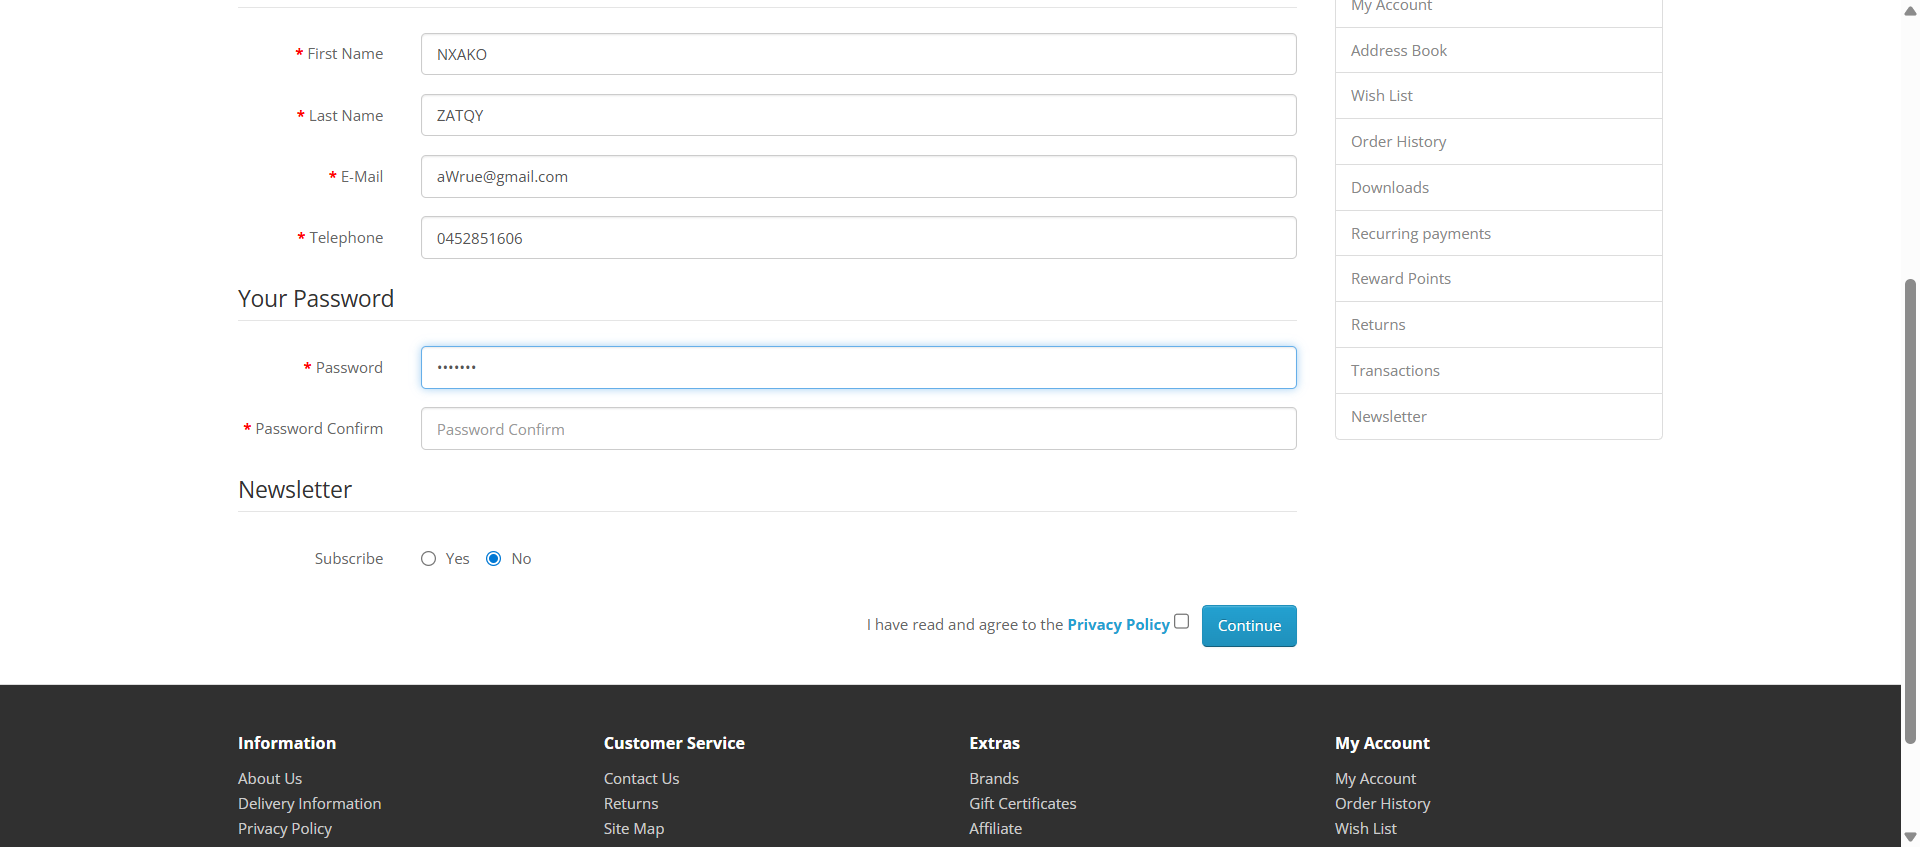 My Account
* First Name
NXAKO
Address Book
* Last Name
ZATQY
Wish List
Order History
* E-Mail
aWrue@gmail.com
Downloads
* Telephone
0452851606
Recurring payments
Reward Points
Your Password
Returns
* Password
•••••••
Transactions
* Password Confirm
Password Confirm
Newsletter
Newsletter
Subscribe
Yes
No
I have read and agree to the Privacy Policy
Continue
Information
About Us
Delivery Information
Privacy Policy
Customer Service
Contact Us
Returns
Site Map
Extras
Brands
Gift Certificates
Affiliate
My Account
My Account
Order History
Wish List